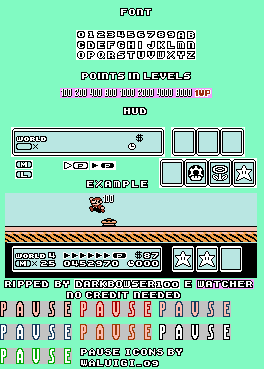 FONT
0123456789AB
CDEFGHIJKLMN
OPQRSTUVWXYZ
POINTS IN LEVELS
100 200 400 800 1000 2000 4000 8000 1UP
HUD
WORLD $
×
M P P
L
EXAMPLE
100
WORLD 4 P $87
M × 25 0452970 000
RIPPED BY DARKBOWSER100 E WATCHER
NO CREDIT NEEDED
PAUSE PAUSE PAUSE
PAUSE PAUSE PAUSE
PAUSE PAUSE ICONS BY
WALUIGI_09